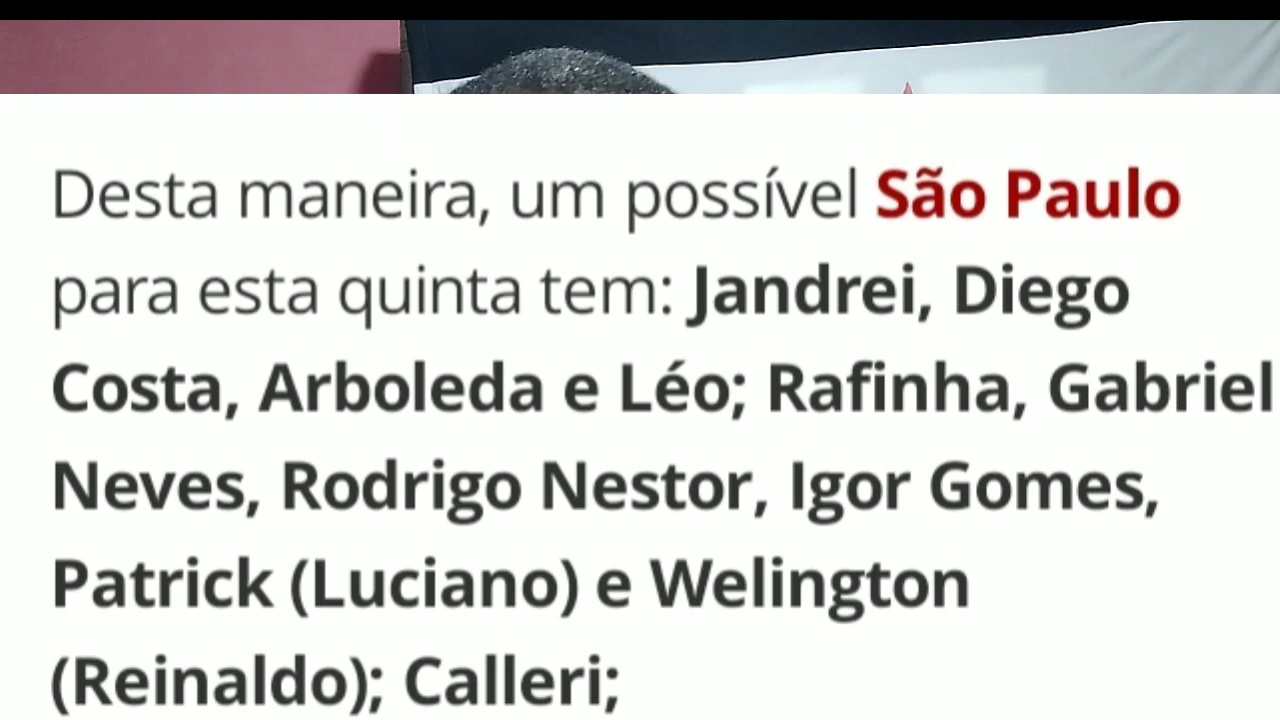 Desta maneira, um possível São Paulo
para esta quinta tem: Jandrei, Diego
Costa, Arboleda e Léo; Rafinha, Gabriel
Neves, Rodrigo Nestor, Igor Gomes,
Patrick (Luciano) e Welington
(Reinaldo); Calleri;